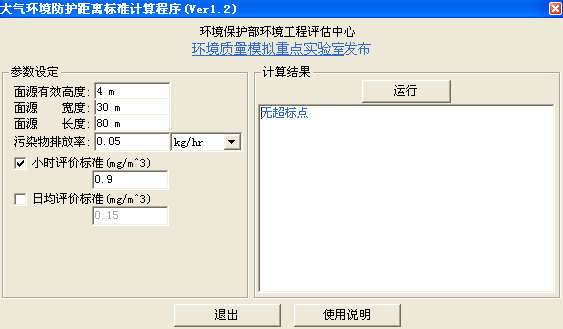 大气环境防护距离标准计算程序(Ver1.2)
环境保护部环境工程评估中心
环境质量模拟重点实验室发布
参数设定
面源有效高度: 4 m
面源 宽度: 30 m
面源 长度: 80 m
污染物排放率: 0.05 kg/hr
小时评价标准(mg/m^3)
0.9
日均评价标准(mg/m^3)
0.15
计算结果
运行
无超标点
退出 使用说明